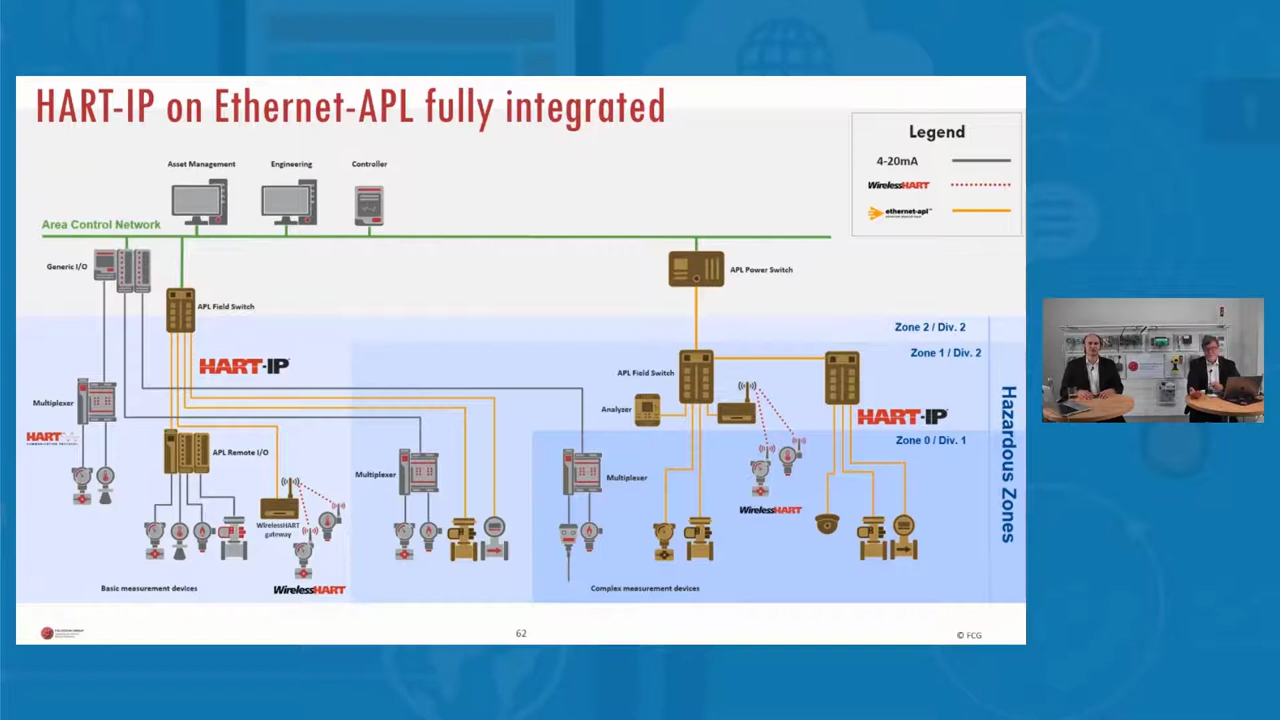 HART-IP on Ethernet-APL fully integrated
Legend
4-20mA
WirelessHART
ethernet-apl
Asset Management
Engineering
Controller
Area Control Network
Generic I/O
APL Field Switch
APL Power Switch
Zone 2 / Div. 2
Zone 1 / Div. 2
HART-IP
APL Field Switch
Multiplexer
Analyzer
HART-IP
HART
Zone 0 / Div. 1
Hazardous Zones
APL Remote I/O
Multiplexer
Multiplexer
WirelessHART
WirelessHART
gateway
Basic measurement devices
WirelessHART
Complex measurement devices
62
© FCG